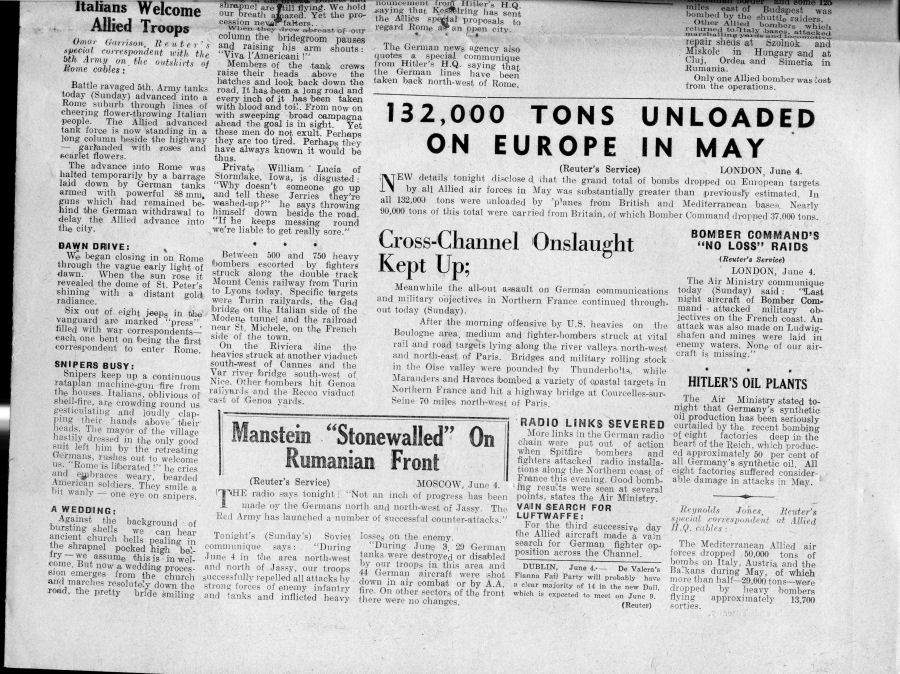 Italians Welcome
Allied Troops
Omar Garrison, Reuter's
special correspondent with the
5th Army on the outskirts of
Rome cables:
Battle ravaged 5th. Army tanks
today (Sunday) advanced into a
Rome suburb through lines of
cheering flower-throwing Italian
people. The Allied advanced
tank force is now standing in a
long column beside the highway
— garlanded with roses and
scarlet flowers.
The advance into Rome was
halted temporarily by a barrage
laid down by German tanks
armed with powerful 88 mm.
guns which had remained be-
hind the German withdrawal to
delay the Allied advance into
the city.
DAWN DRIVE:
We began closing in on Rome
through the vague early light of
dawn. When the sun rose it
revealed the dome of St. Peter's
shining with a distant gold
radiance.
Six out of eight jeeps in the
vanguard are marked "press"
filled with war correspondents—
each one bent on being the first
correspondent to enter Rome.
SNIPERS BUSY:
Snipers keep up a continuous
rataplan machine-gun fire from
the houses. Italians, oblivious of
shell-fire, are crowding round us
gesticulating and loudly clap-
ping their hands above their
heads. The mayor of the village
hastily dressed in the only good
suit left him by the retreating
Germans, rushes out to welcome
us. "Rome is liberated!" he cries
and embraces weary, bearded
American soldiers. They smile a
bit wanly — one eye on snipers.
A WEDDING:
Against the background of
bursting shells we can hear
ancient church bells pealing in
the shrapnel pocked high bel-
fry—we assume this is in wel-
come. But now a wedding proces-
sion emerges from the church
and marches resolutely down the
road, the pretty bride smiling
shrapnel are still flying. We hold
our breath amazed. Yet the pro-
cession never falters.
When they drew abreast of our
column the bridegroom pauses
and raising his arm shouts:
'Viva l'Americani!'"
Members of the tank crews
raise their heads above the
hatches and look back down the
road. It has been a long road and
every inch of it has been taken
with blood and toil. From now on
with sweeping broad campagna
ahead the goal is in sight. Yet
these men do not exult. Perhaps
they are too tired. Perhaps they
have always known it would be
thus.
Private William Lucia of
Stormlake, Iowa, is disgusted:
"Why doesn't someone go up
and tell these Jerries they're
washed-up?" he says throwing
himself down beside the road.
"If he keeps messing round
we're liable to get really sore."
* * *
Between 500 and 750 heavy
bombers escorted by fighters
struck along the double track
Mount Cenis railway from Turin
to Lyons today. Specific targets
were Turin railyards, the Gad
bridge on the Italian side of the
Modene tunnel and the railroad
near St. Michele, on the French
side of the town.
On the Riviera line the
heavies struck at another viaduct
south-west of Cannes and the
Var river bridge south-west of
Nice. Other bombers hit Genoa
railyards and the Recco viaduct
east of Genoa yards.
nouncement from Hitler's H.Q.
saying that Kesselring has sent
the Allies special proposals to
regard Rome as an open city.
The German news agency also
quotes a special communique
from Hitler's H.Q. saying that
the German lines have been
taken back north-west of Rome.
and some 120
miles east of Budapest was
bombed by the shuttle raiders.
Other Allied bombers which
returned to Italy bases, attacked
marshalling yards and locomotive
repair sheds at Szolnok and
Miskolc in Hungary and at
Cluj, Ordea and Simeria in
Rumania.
Only one Allied bomber was lost
from the operations.
132,000 TONS UNLOADED
ON EUROPE IN MAY
(Reuter's Service) LONDON, June 4.
NEW details tonight disclosed that the grand total of bombs dropped on European targets
by all Allied air forces in May was substantially greater than previously estimated. In
all 132,000 tons were unloaded by 'planes from British and Mediterranean bases. Nearly
90,000 tons of this total were carried from Britain, of which Bomber Command dropped 37,000 tons.
Cross-Channel Onslaught
Kept Up;
Meanwhile the all-out assault on German communications
and military objectives in Northern France continued through-
out today (Sunday).
After the morning offensive by U.S. heavies on the
Boulogne area, medium and fighter-bombers struck at vital
rail and road targets lying along the river valleys north-west
and north-east of Paris. Bridges and military rolling stock
in the Oise valley were pounded by Thunderbolts, while
Marauders and Havocs bombed a variety of coastal targets in
Northern France and hit a highway bridge at Courcelles-sur-
Seine 70 miles north-west of Paris.
BOMBER COMMAND'S
"NO LOSS" RAIDS
(Reuter's Service)
LONDON, June 4.
The Air Ministry communique
today (Sunday) said: "Last
night aircraft of Bomber Com-
mand attacked military ob-
jectives on the French coast. An
attack was also made on Ludwig-
shafen and mines were laid in
enemy waters. None of our air-
craft is missing."
HITLER'S OIL PLANTS
The Air Ministry stated to-
night that Germany's synthetic
oil production has been seriously
curtailed by the recent bombing
of eight factories deep in the
heart of the Reich, which produc-
ed approximately 50 per cent of
all Germany's synthetic oil. All
eight factories suffered consider-
able damage in attacks in May.
Reynolds Jones, Reuter's
special correspondent at Allied
H.Q. cables:
The Mediterranean Allied air
forces dropped 50,000 tons of
bombs on Italy, Austria and the
Balkans during May, of which
more than half—29,000 tons—were
dropped by heavy bombers
flying approximately 13,700
sorties.
Manstein "Stonewalled" On
Rumanian Front
(Reuter's Service) MOSCOW, June 4.
THE radio says tonight: "Not an inch of progress has been
made by the Germans north and north-west of Jassy. The
Red Army has launched a number of successful counter-attacks."
Tonight's (Sunday's) Soviet
communique says: "During
June 4 in the area north-west
and north of Jassy, our troops
successfully repelled all attacks by
strong forces of enemy infantry
and tanks and inflicted heavy
losses on the enemy.
"During June 3, 29 German
tanks were destroyed or disabled
by our troops in this area and
44 German aircraft were shot
down in air combat or by A.A.
fire. On other sectors of the front
there were no changes.
RADIO LINKS SEVERED
More links in the German radio
chain were put out of action
when Spitfire bombers and
fighters attacked radio installa-
tions along the Northern coast of
France this evening. Good bomb-
ing results were seen at several
points, states the Air Ministry.
VAIN SEARCH FOR
LUFTWAFFE:
For the third successive day
the Allied aircraft made a vain
search for German fighter op-
position across the Channel.
DUBLIN, June 4.— De Valera's
Fianna Fail Party will probably have
a clear majority of 14 in the new Dail,
which is expected to meet on June 9.
(Reuter)